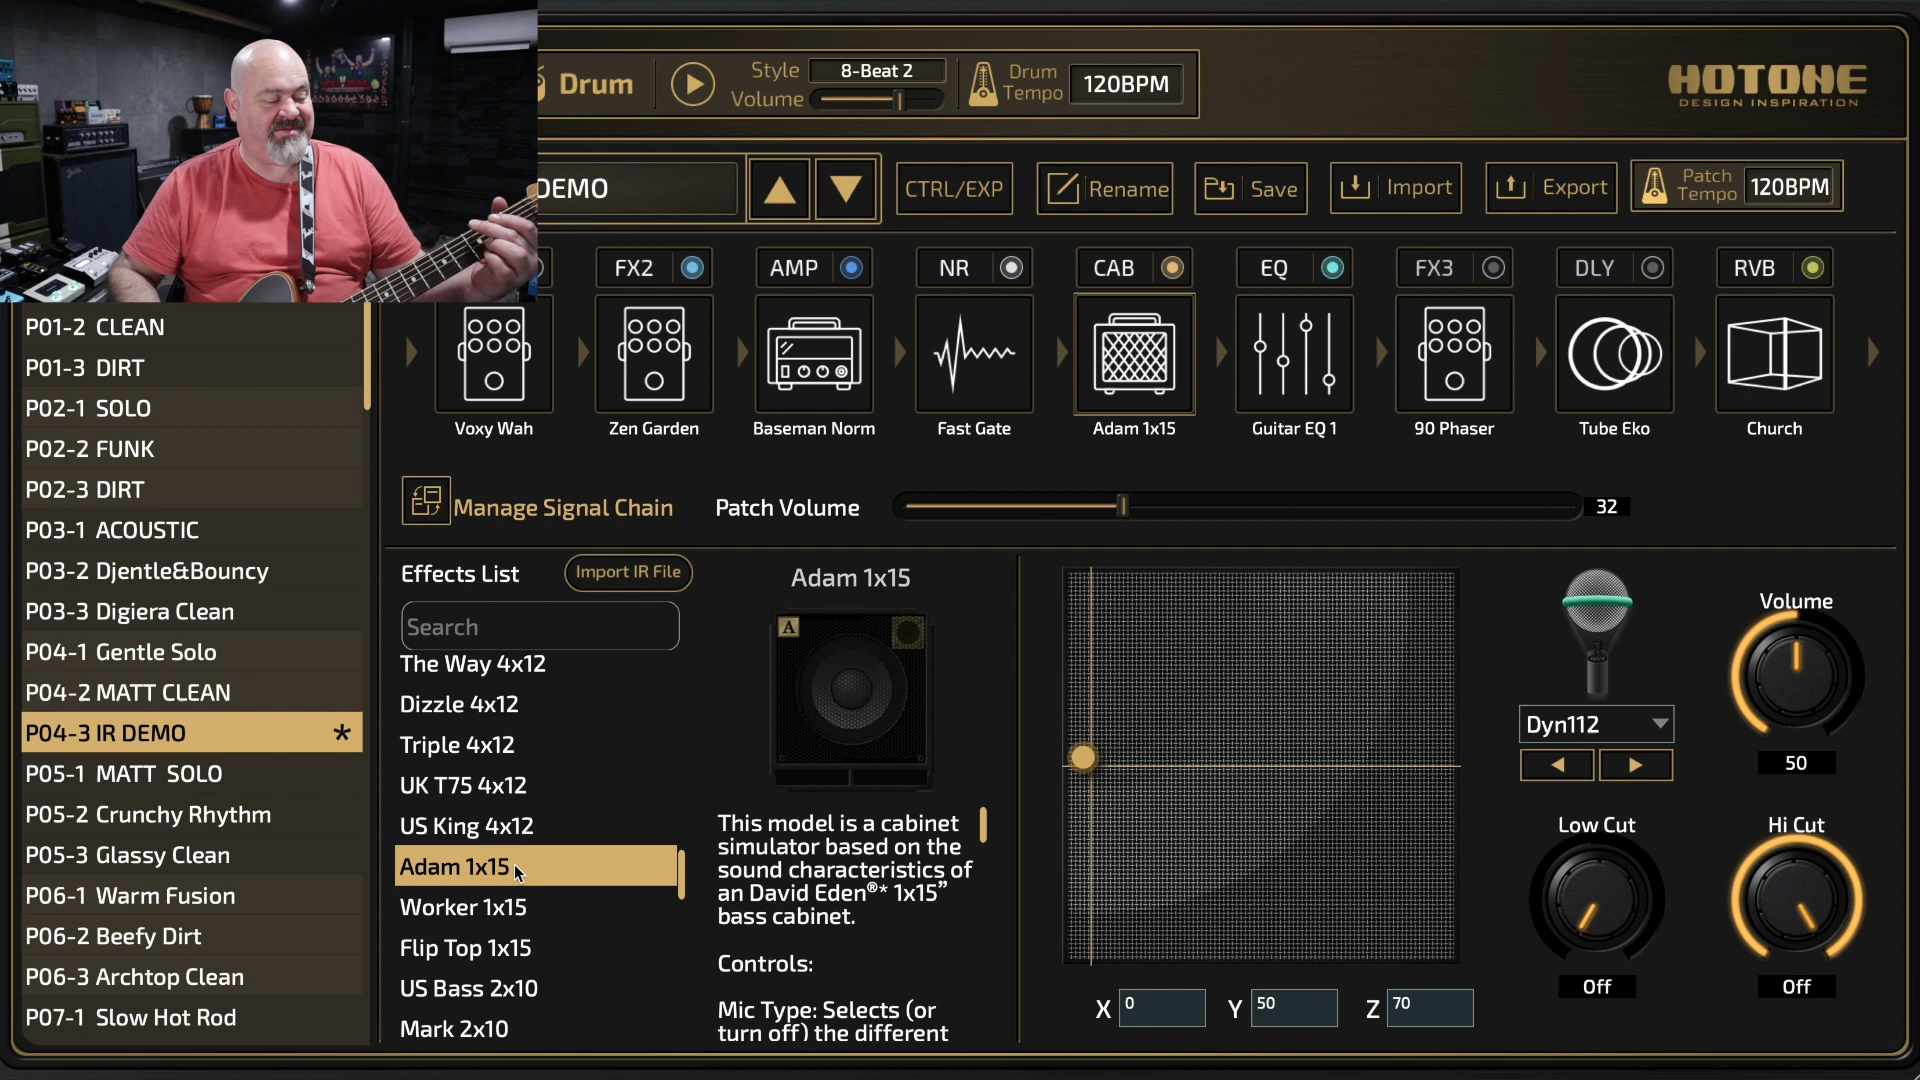 Drum
Style
8-Beat 2
Volume
Drum
Tempo
120BPM
HOTONE
DESIGN INSPIRATION
DEMO
CTRL/EXP
Rename
Save
Import
Export
Patch
Tempo
120BPM
FX2
AMP
NR
CAB
EQ
FX3
DLY
RVB
Voxy Wah
Zen Garden
Baseman Norm
Fast Gate
Adam 1x15
Guitar EQ 1
90 Phaser
Tube Eko
Church
P01-2 CLEAN
P01-3 DIRT
P02-1 SOLO
P02-2 FUNK
P02-3 DIRT
P03-1 ACOUSTIC
P03-2 Djentle&Bouncy
P03-3 Digiera Clean
P04-1 Gentle Solo
P04-2 MATT CLEAN
P04-3 IR DEMO *
P05-1 MATT SOLO
P05-2 Crunchy Rhythm
P05-3 Glassy Clean
P06-1 Warm Fusion
P06-2 Beefy Dirt
P06-3 Archtop Clean
P07-1 Slow Hot Rod
Manage Signal Chain
Patch Volume
32
Effects List
Import IR File
Search
The Way 4x12
Dizzle 4x12
Triple 4x12
UK T75 4x12
US King 4x12
Adam 1x15
Worker 1x15
Flip Top 1x15
US Bass 2x10
Mark 2x10
Adam 1x15
A
This model is a cabinet
simulator based on the
sound characteristics of
an David Eden®* 1x15”
bass cabinet.
Controls:
Mic Type: Selects (or
turn off) the different
X 0
Y 50
Z 70
Dyn112
Volume
50
Low Cut
Off
Hi Cut
Off